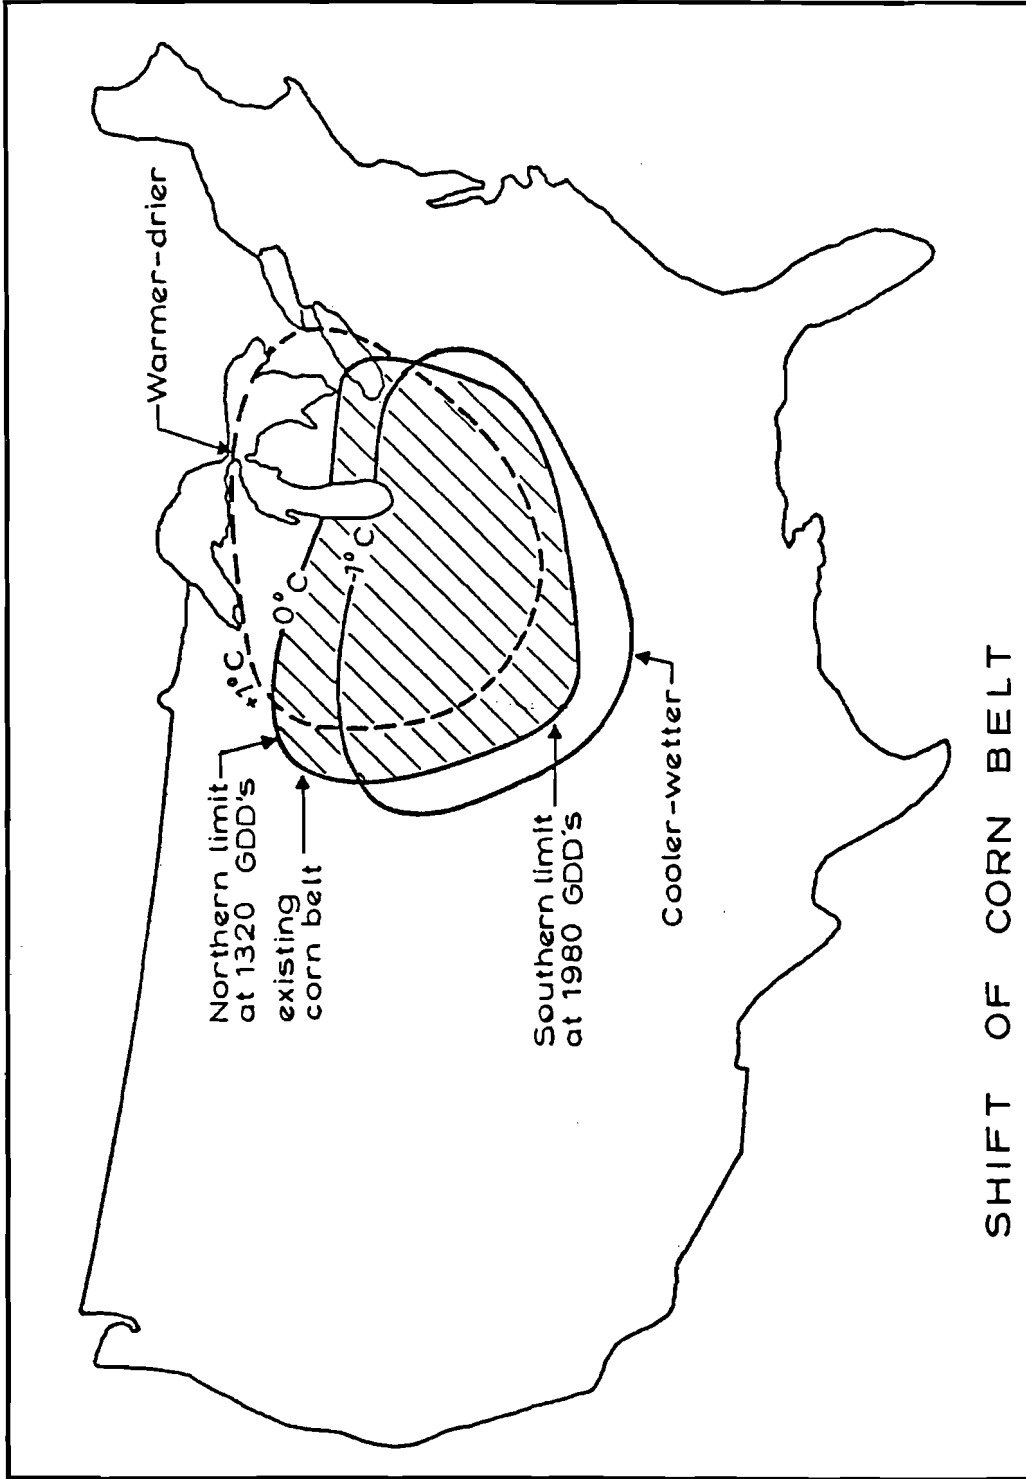 Warmer-drier
+1°C
0°C
-1°C
Northern limit
at 1320 GDD's
existing
corn belt
Southern limit
at 1980 GDD's
Cooler-wetter
SHIFT OF CORN BELT